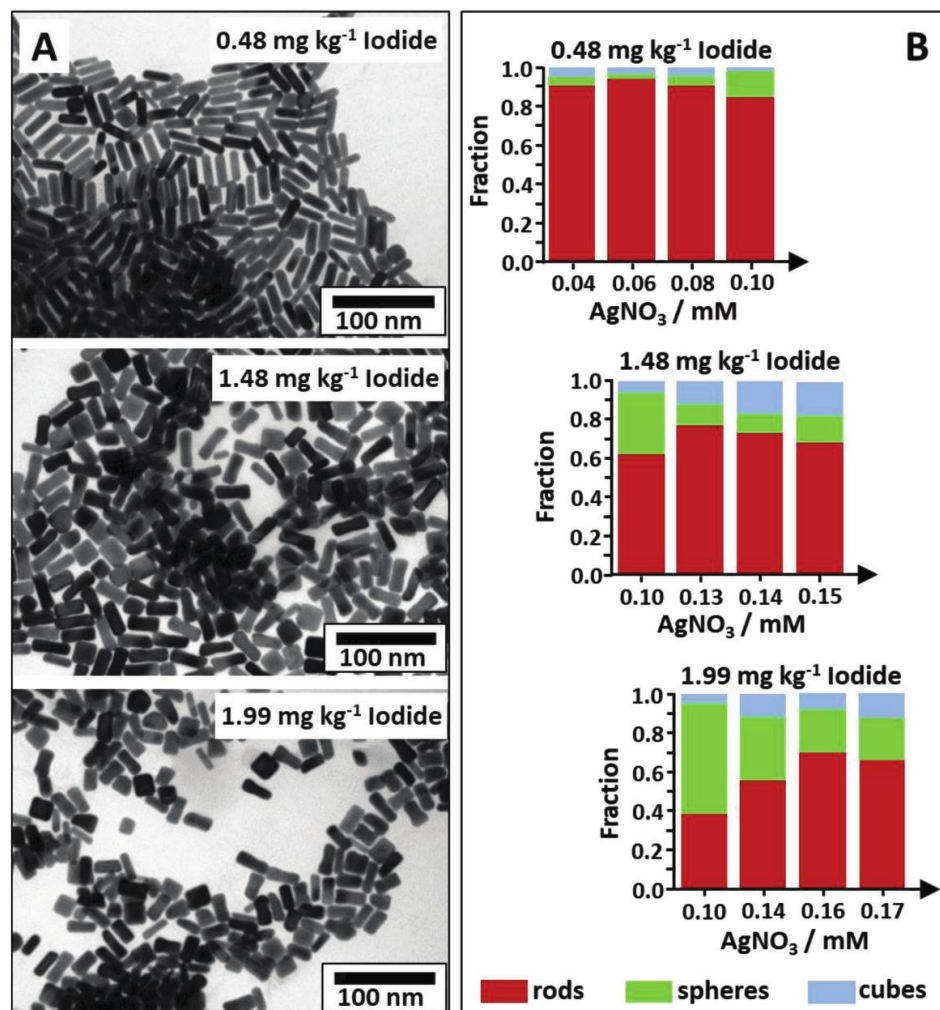 A
0.48 mg kg⁻¹ Iodide
100 nm
1.48 mg kg⁻¹ Iodide
100 nm
1.99 mg kg⁻¹ Iodide
100 nm
B
0.48 mg kg⁻¹ Iodide
1.0
0.8
0.6
0.4
0.2
0.0
Fraction
0.04 0.06 0.08 0.10
AgNO₃ / mM
1.48 mg kg⁻¹ Iodide
1.0
0.8
0.6
0.4
0.2
0.0
Fraction
0.10 0.13 0.14 0.15
AgNO₃ / mM
1.99 mg kg⁻¹ Iodide
1.0
0.8
0.6
0.4
0.2
0.0
Fraction
0.10 0.14 0.16 0.17
AgNO₃ / mM
rods spheres cubes